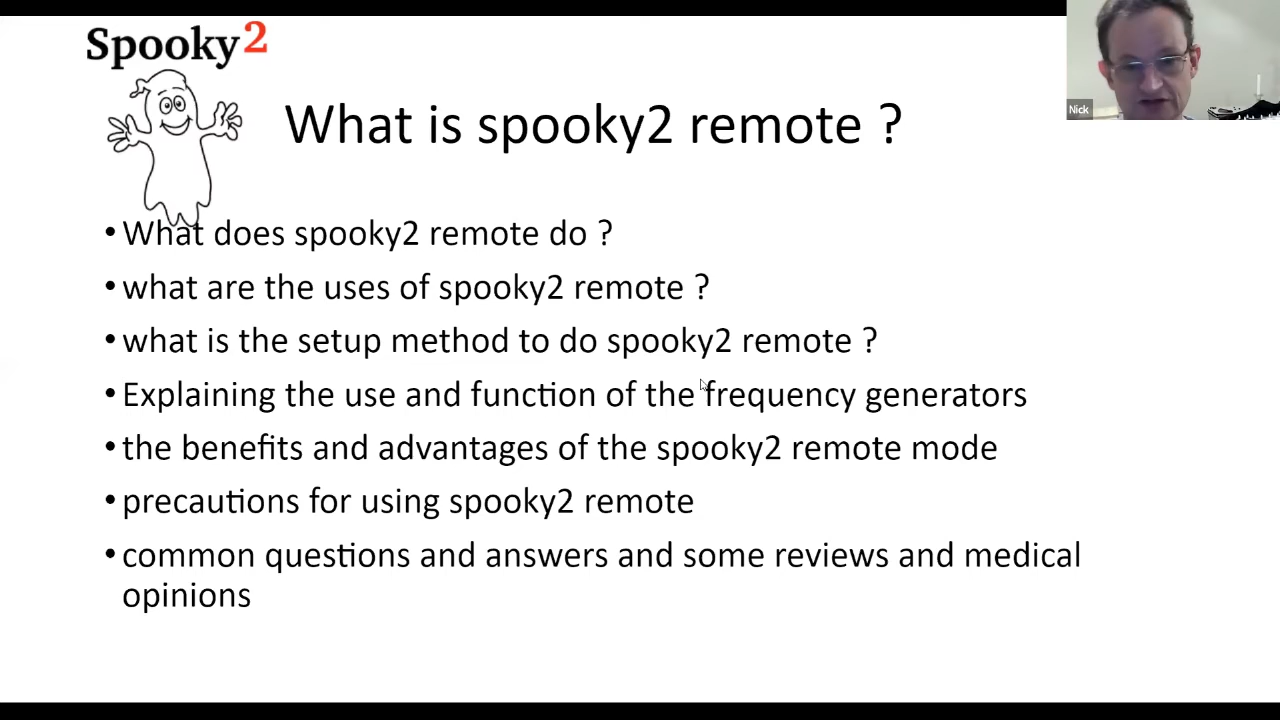 Spooky2
Nick
What is spooky2 remote ?
• What does spooky2 remote do ?
• what are the uses of spooky2 remote ?
• what is the setup method to do spooky2 remote ?
• Explaining the use and function of the frequency generators
• the benefits and advantages of the spooky2 remote mode
• precautions for using spooky2 remote
• common questions and answers and some reviews and medical
opinions